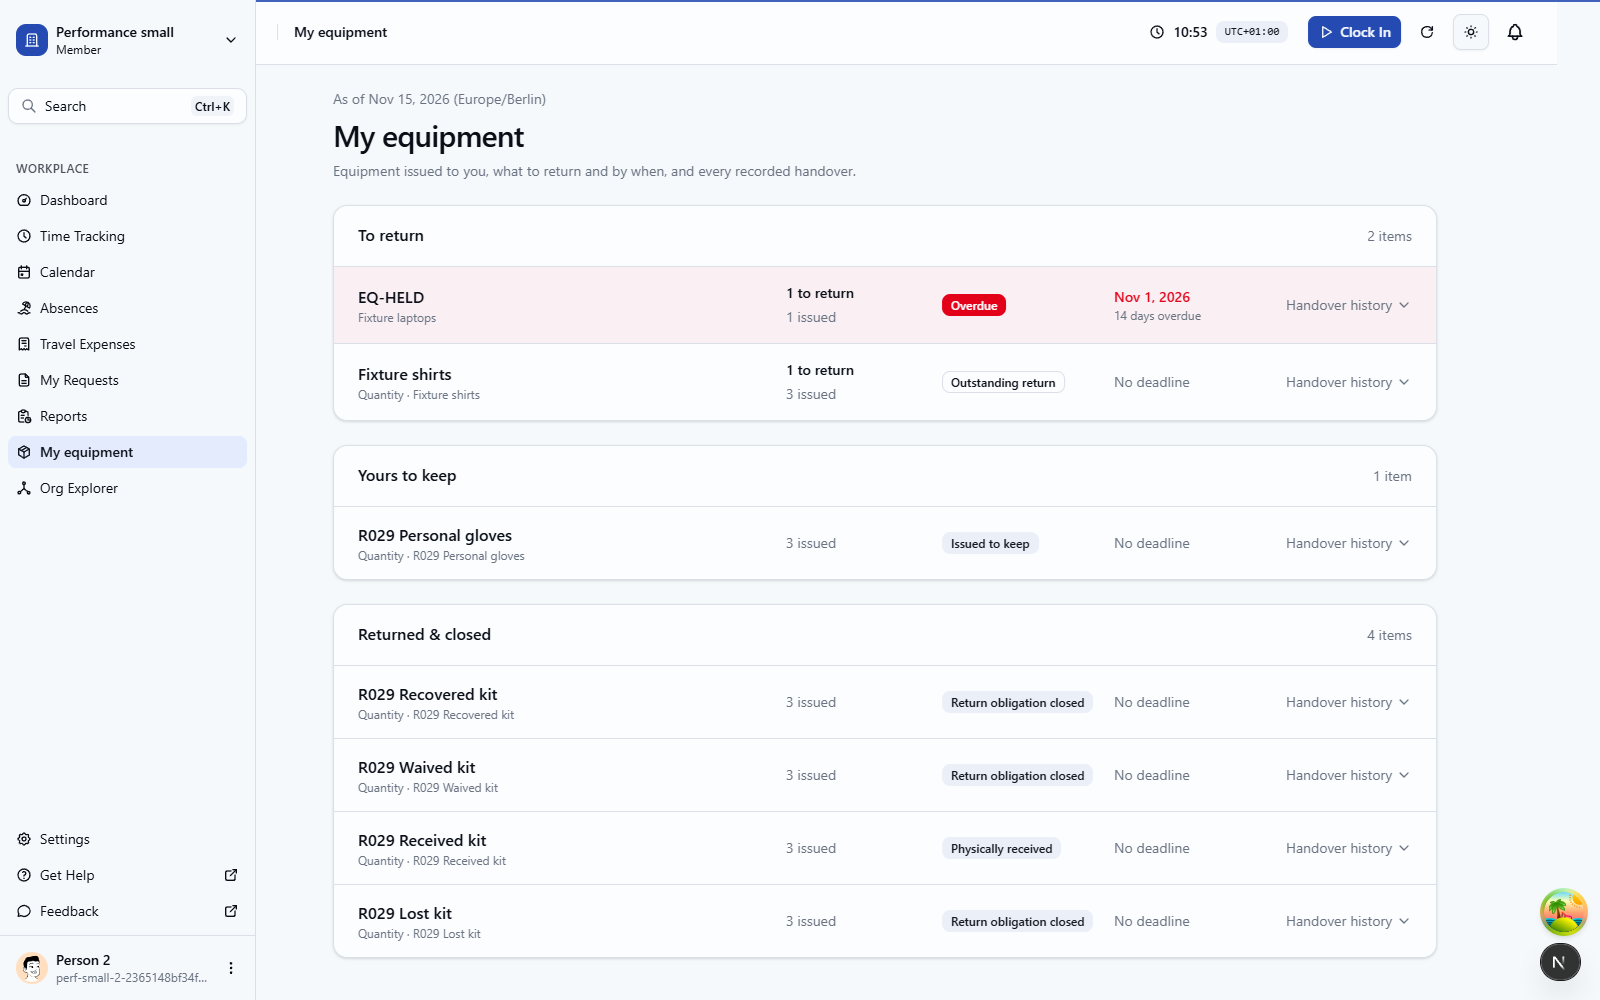 Performance small
Member
Search
Ctrl+K
WORKPLACE
Dashboard
Time Tracking
Calendar
Absences
Travel Expenses
My Requests
Reports
My equipment
Org Explorer
Settings
Get Help
Feedback
Person 2
perf-small-2-2365148bf34f...
My equipment
10:53
UTC+01:00
Clock In
As of Nov 15, 2026 (Europe/Berlin)
My equipment
Equipment issued to you, what to return and by when, and every recorded handover.
To return
2 items
EQ-HELD
Fixture laptops
1 to return
1 issued
Overdue
Nov 1, 2026
14 days overdue
Handover history
Fixture shirts
Quantity · Fixture shirts
1 to return
3 issued
Outstanding return
No deadline
Handover history
Yours to keep
1 item
R029 Personal gloves
Quantity · R029 Personal gloves
3 issued
Issued to keep
No deadline
Handover history
Returned & closed
4 items
R029 Recovered kit
Quantity · R029 Recovered kit
3 issued
Return obligation closed
No deadline
Handover history
R029 Waived kit
Quantity · R029 Waived kit
3 issued
Return obligation closed
No deadline
Handover history
R029 Received kit
Quantity · R029 Received kit
3 issued
Physically received
No deadline
Handover history
R029 Lost kit
Quantity · R029 Lost kit
3 issued
Return obligation closed
No deadline
Handover history
N